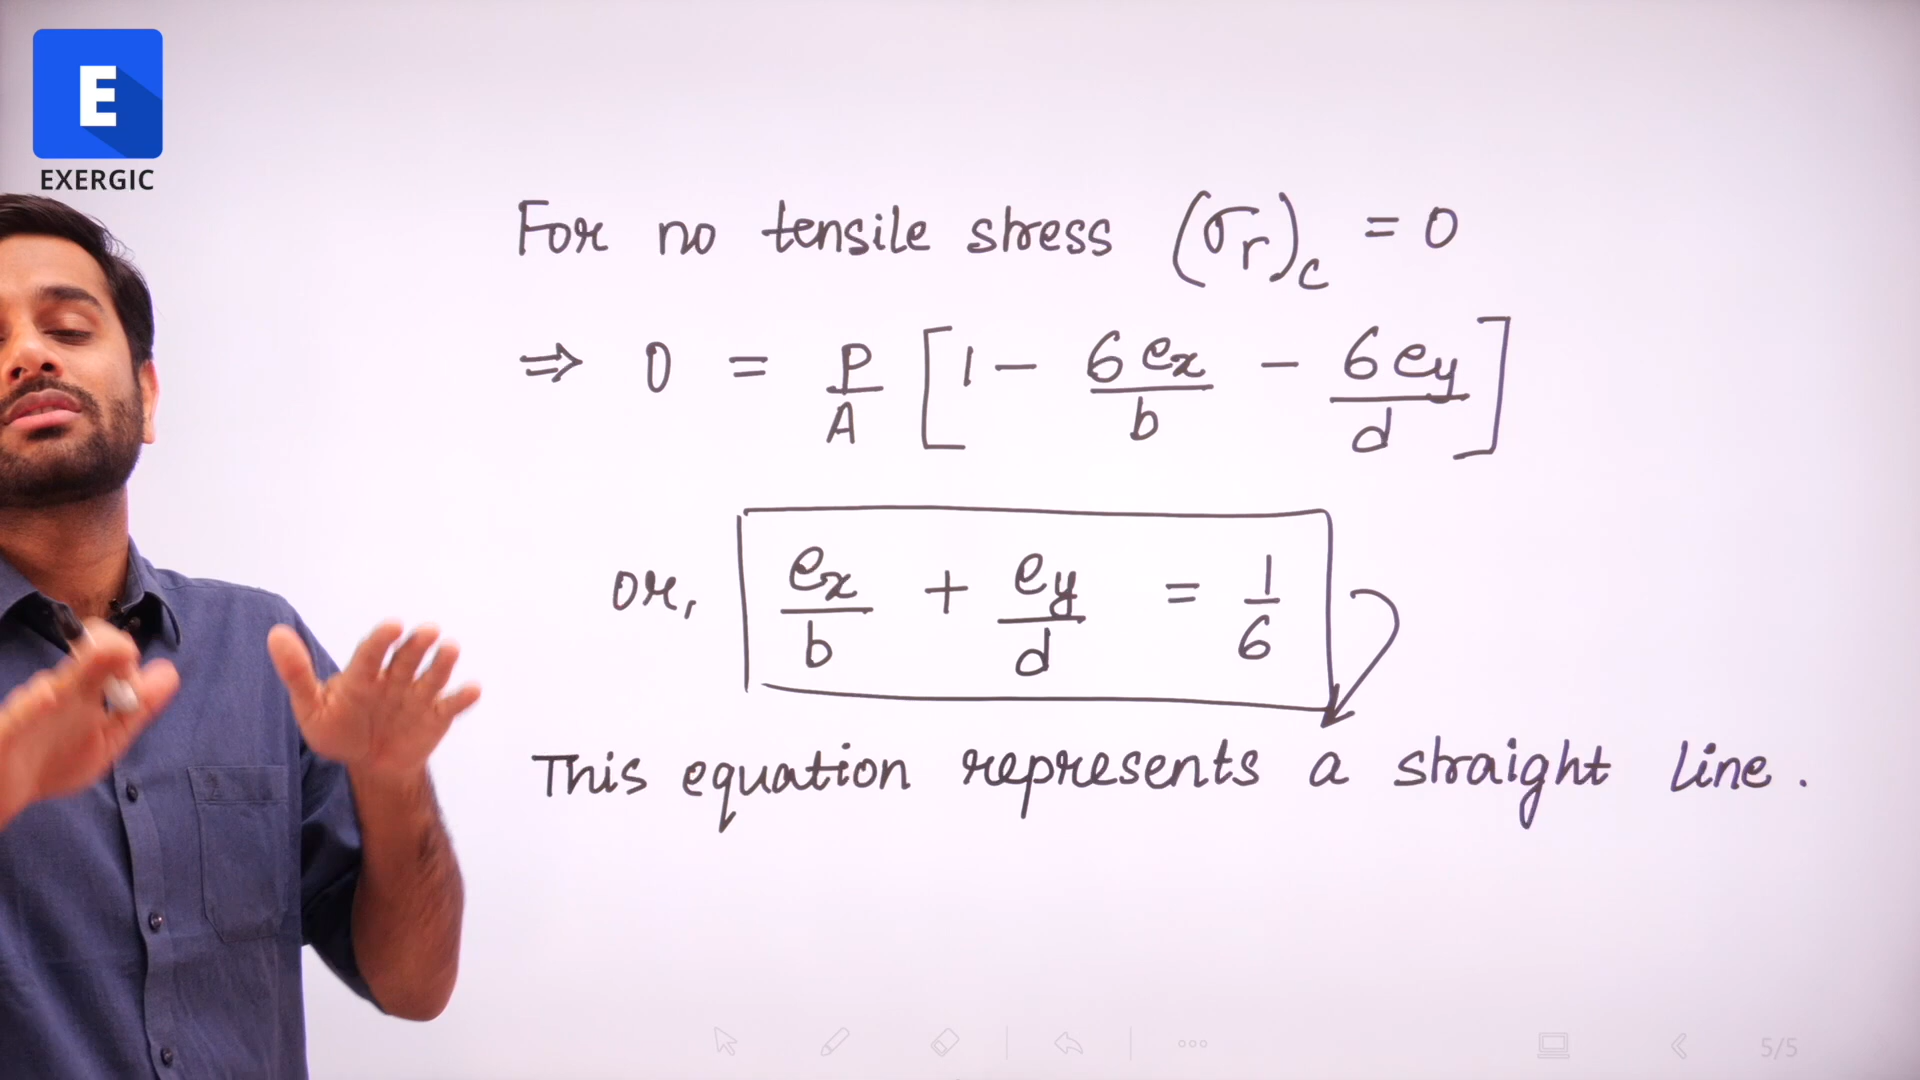 E
EXERGIC
For no tensile stress (σr)c = 0
⇒ 0 = P/A [1 - 6ex/b - 6ey/d]
or, ex/b + ey/d = 1/6
This equation represents a straight line.
5/5